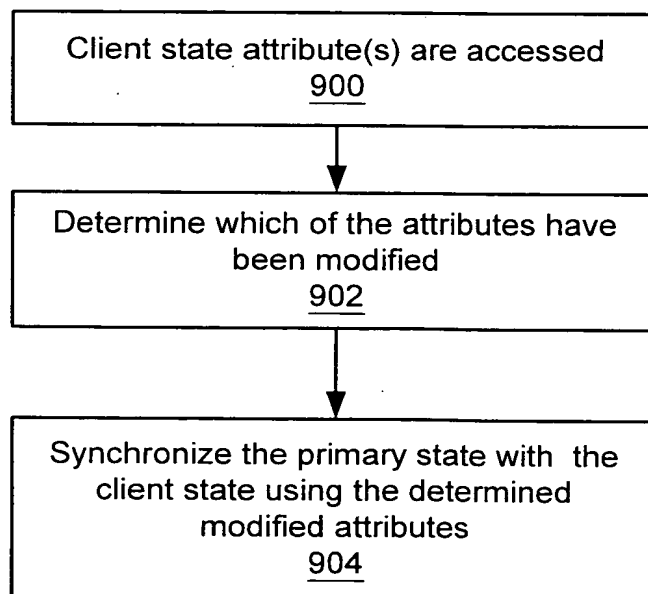 Client state attribute(s) are accessed
900
Determine which of the attributes have
been modified
902
Synchronize the primary state with the
client state using the determined
modified attributes
904